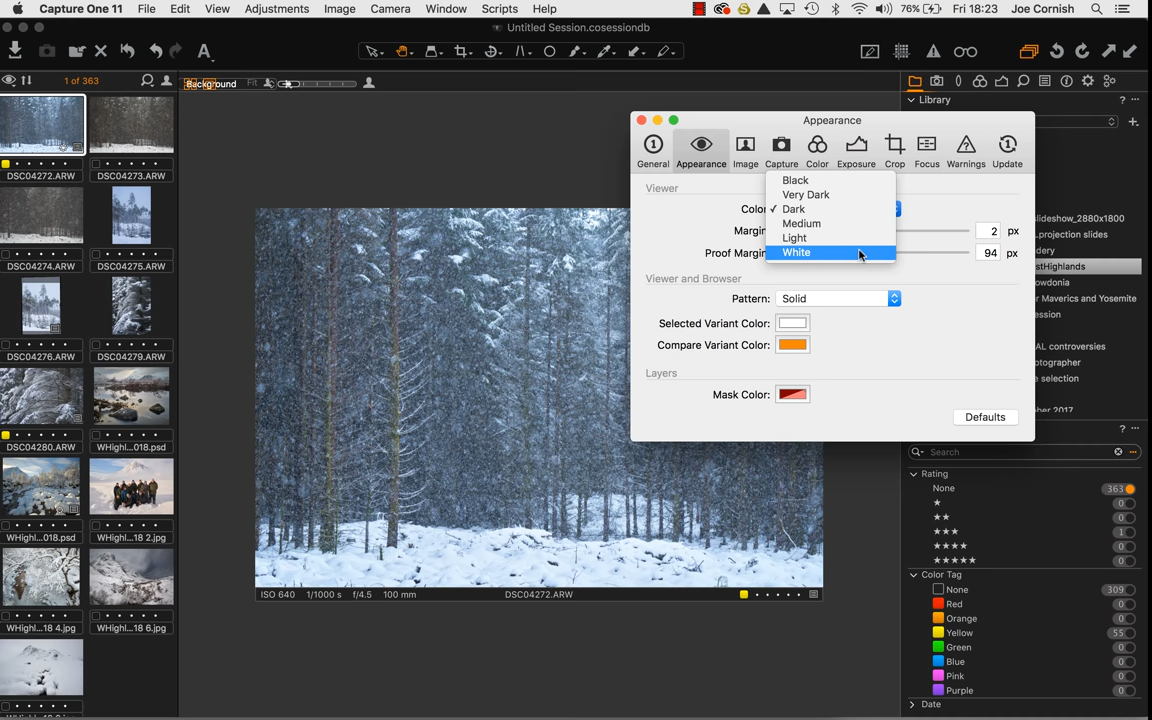 Capture One 11 File Edit View Adjustments Image Camera Window Scripts Help 76% Fri 18:23 Joe Cornish
Untitled Session.cosessiondb
1 of 363
Background Fit
Library
Appearance
General Appearance Image Capture Color Exposure Crop Focus Warnings Update
Viewer
Color
Black
Very Dark
✓ Dark
Medium
Light
White
Margin 2 px
Proof Margin 94 px
Viewer and Browser
Pattern: Solid
Selected Variant Color:
Compare Variant Color:
Layers
Mask Color:
Defaults
DSC04272.ARW DSC04273.ARW
DSC04274.ARW DSC04275.ARW
DSC04276.ARW DSC04279.ARW
DSC04280.ARW WHighl...018.psd
WHighl...018.psd WHighl...18 2.jpg
WHighl...18 4.jpg WHighl...18 6.jpg
ISO 640 1/1000 s f/4.5 100 mm DSC04272.ARW
slideshow_2880x1800
.projection slides
dery
stHighlands
owdonia
r Maverics and Yosemite
ession
AL controversies
otographer
e selection
ber 2017
Search
Rating
None 363
★ 0
★★ 0
★★★ 1
★★★★ 0
★★★★★ 0
Color Tag
None 309
Red 0
Orange 0
Yellow 55
Green 0
Blue 0
Pink 0
Purple 0
Date